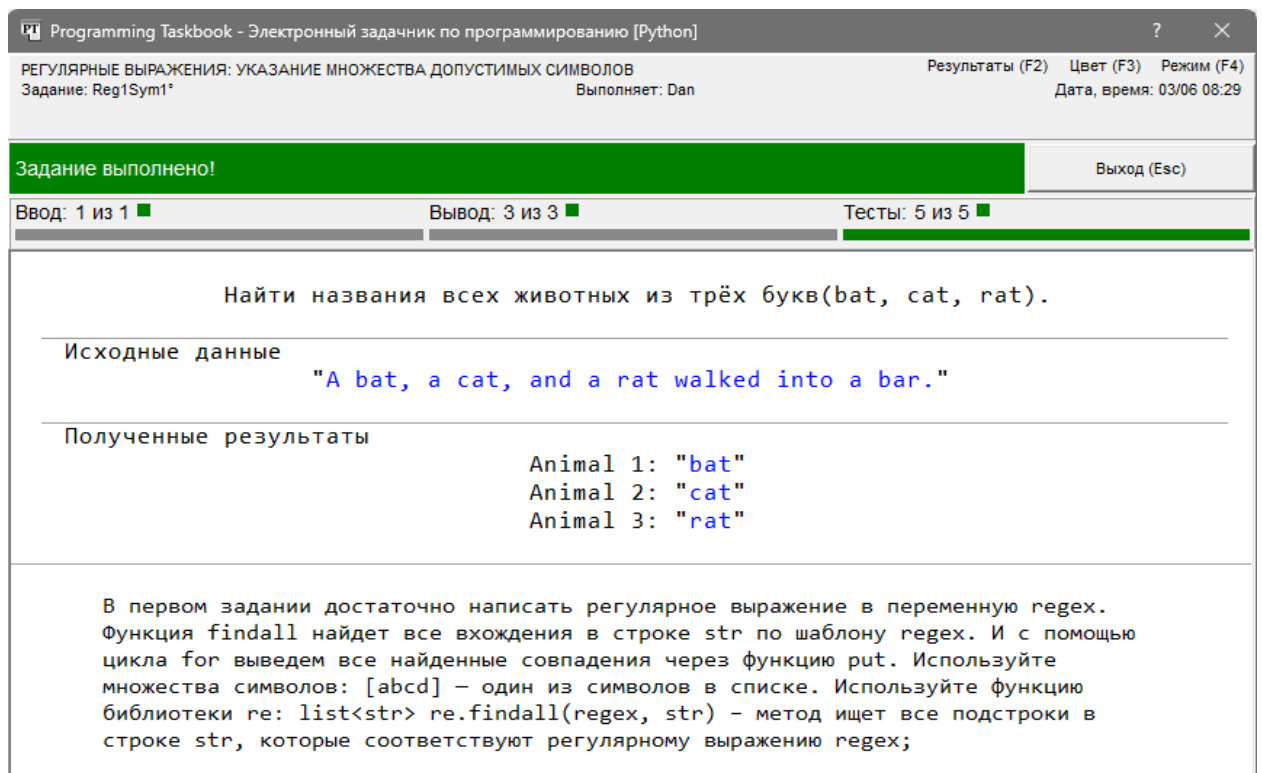 PT Programming Taskbook - Электронный задачник по программированию [Python] ? ×
РЕГУЛЯРНЫЕ ВЫРАЖЕНИЯ: УКАЗАНИЕ МНОЖЕСТВА ДОПУСТИМЫХ СИМВОЛОВ Результаты (F2) Цвет (F3) Режим (F4)
Задание: Reg1Sym1° Выполняет: Dan Дата, время: 03/06 08:29
Задание выполнено! Выход (Esc)
Ввод: 1 из 1 Вывод: 3 из 3 Тесты: 5 из 5
Найти названия всех животных из трёх букв(bat, cat, rat).
Исходные данные
"A bat, a cat, and a rat walked into a bar."
Полученные результаты
Animal 1: "bat"
Animal 2: "cat"
Animal 3: "rat"
В первом задании достаточно написать регулярное выражение в переменную regex.
Функция findall найдет все вхождения в строке str по шаблону regex. И с помощью
цикла for выведем все найденные совпадения через функцию put. Используйте
множества символов: [abcd] — один из символов в списке. Используйте функцию
библиотеки re: list<str> re.findall(regex, str) – метод ищет все подстроки в
строке str, которые соответствуют регулярному выражению regex;